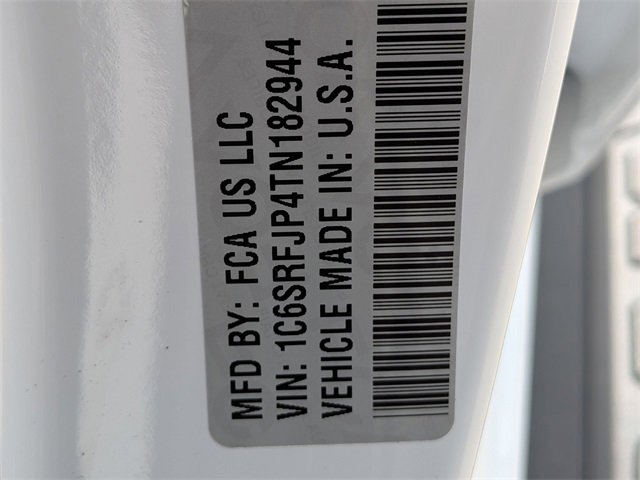 MFD BY: FCA US LLC
VIN: 1C6SRFJP4TN182944
VEHICLE MADE IN: U.S.A.